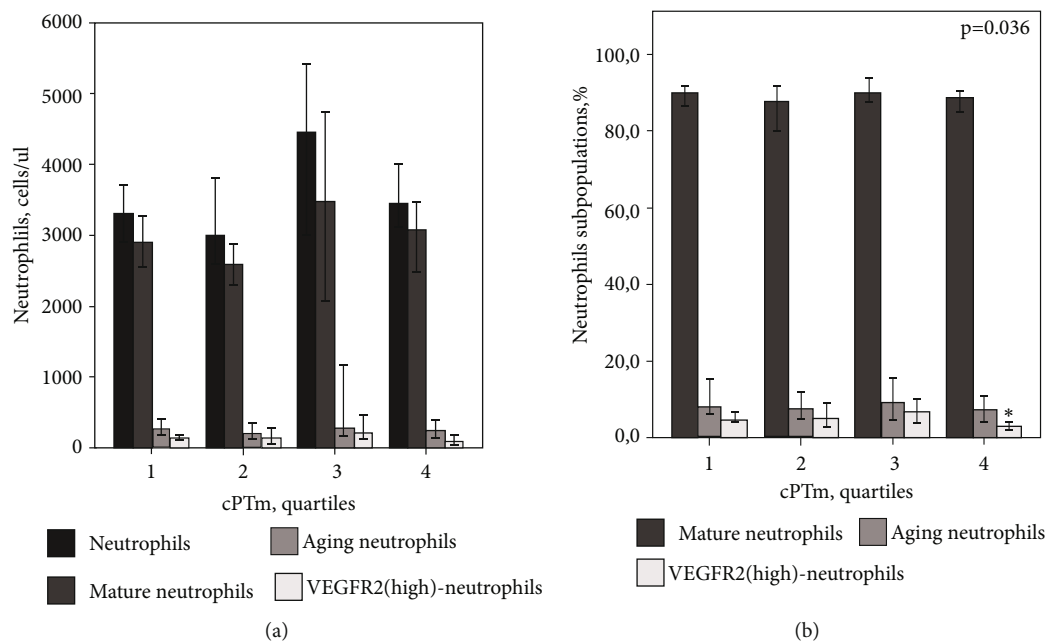 6000
5000
4000
3000
2000
1000
0
Neutrophlils, cells/ul
1 2 3 4
cPTm, quartiles
Neutrophils
Aging neutrophils
Mature neutrophils
VEGFR2(high)-neutrophils
(a)
p=0.036
100,0
80,0
60,0
40,0
20,0
0,0
Neutrophils subpopulations,%
*
1 2 3 4
cPTm, quartiles
Mature neutrophils
Aging neutrophils
VEGFR2(high)-neutrophils
(b)